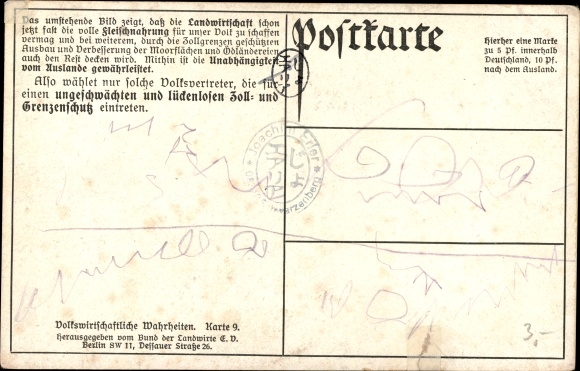 Das umstehende Bild zeigt, daß die Landwirtschaft schon
jetzt fast die volle Fleischnahrung für unser Volk zu schaffen
vermag und bei weiterem, durch die Zollgrenzen geschützten
Ausbau und Verbesserung der Moorflächen und Ödländereien
auch den Rest decken wird. Mithin ist die Unabhängigkeit
vom Auslande gewährleistet.
Also wählet nur solche Volksvertreter, die für
einen ungeschwächten und lückenlosen Zoll- und
Grenzenschutz eintreten.
Postkarte
Hierher eine Marke
zu 5 Pf. innerhalb
Deutschland, 10 Pf.
nach dem Ausland.
Joachim Erler
Volkswirtschaftliche Wahrheiten. Karte 9.
Herausgegeben vom Bund der Landwirte E. V.
Berlin SW 11, Dessauer Straße 26.
3,-